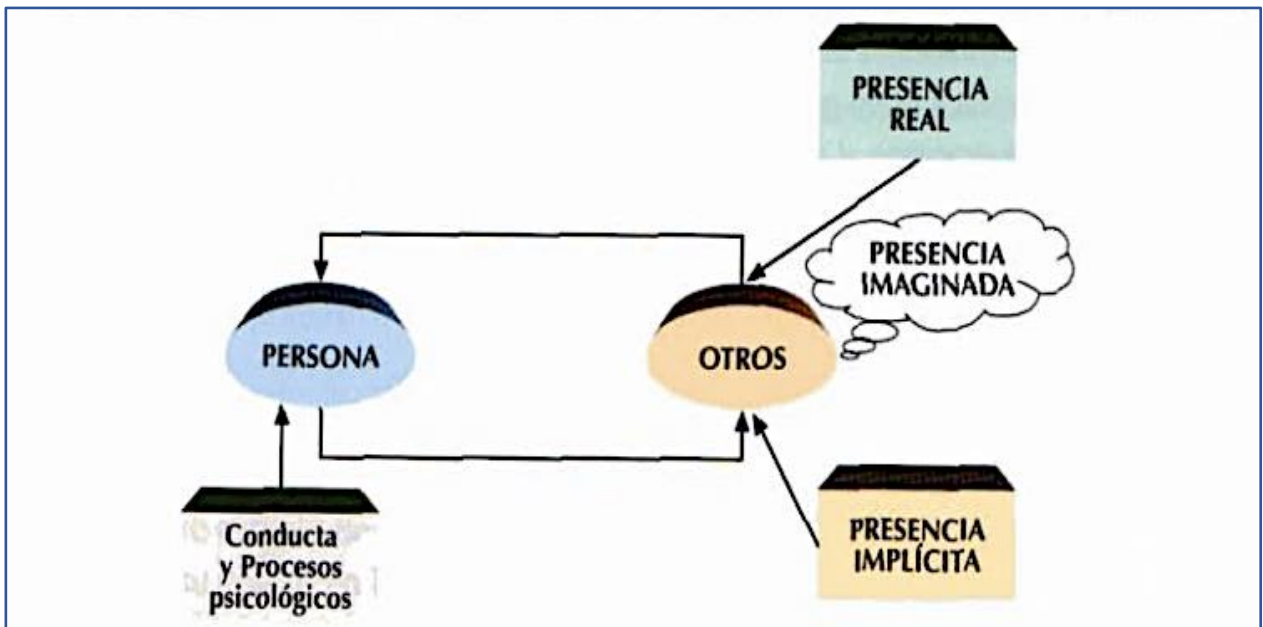 PRESENCIA
REAL
PRESENCIA
IMAGINADA
PERSONA
OTROS
Conducta
y Procesos
psicológicos
PRESENCIA
IMPLÍCITA